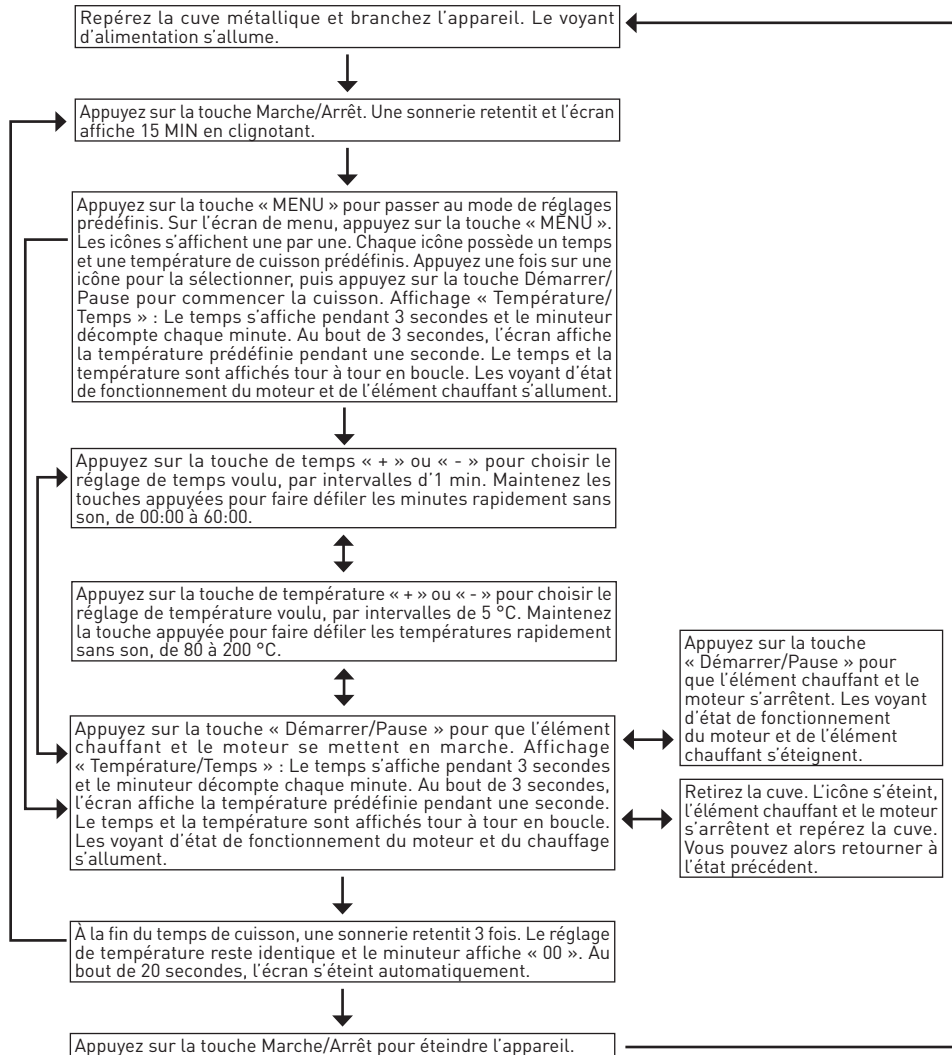 Repérez la cuve métallique et branchez l'appareil. Le voyant
d'alimentation s'allume.
Appuyez sur la touche Marche/Arrêt. Une sonnerie retentit et l'écran
affiche 15 MIN en clignotant.
Appuyez sur la touche « MENU » pour passer au mode de réglages
prédéfinis. Sur l'écran de menu, appuyez sur la touche « MENU ».
Les icônes s'affichent une par une. Chaque icône possède un temps
et une température de cuisson prédéfinis. Appuyez une fois sur une
icône pour la sélectionner, puis appuyez sur la touche Démarrer/
Pause pour commencer la cuisson. Affichage « Température/
Temps » : Le temps s'affiche pendant 3 secondes et le minuteur
décompte chaque minute. Au bout de 3 secondes, l'écran affiche
la température prédéfinie pendant une seconde. Le temps et la
température sont affichés tour à tour en boucle. Les voyant d'état
de fonctionnement du moteur et de l'élément chauffant s'allument.
Appuyez sur la touche de temps « + » ou « - » pour choisir le
réglage de temps voulu, par intervalles d'1 min. Maintenez les
touches appuyées pour faire défiler les minutes rapidement sans
son, de 00:00 à 60:00.
Appuyez sur la touche de température « + » ou « - » pour choisir le
réglage de température voulu, par intervalles de 5 °C. Maintenez
la touche appuyée pour faire défiler les températures rapidement
sans son, de 80 à 200 °C.
Appuyez sur la touche « Démarrer/Pause » pour que l'élément
chauffant et le moteur se mettent en marche. Affichage
« Température/Temps » : Le temps s'affiche pendant 3 secondes
et le minuteur décompte chaque minute. Au bout de 3 secondes,
l'écran affiche la température prédéfinie pendant une seconde.
Le temps et la température sont affichés tour à tour en boucle.
Les voyant d'état de fonctionnement du moteur et du chauffage
s'allument.
Appuyez sur la touche
« Démarrer/Pause » pour
que l'élément chauffant et le
moteur s'arrêtent. Les voyant
d'état de fonctionnement
du moteur et de l'élément
chauffant s'éteignent.
Retirez la cuve. L'icône s'éteint,
l'élément chauffant et le moteur
s'arrêtent et repérez la cuve.
Vous pouvez alors retourner à
l'état précédent.
À la fin du temps de cuisson, une sonnerie retentit 3 fois. Le réglage
de température reste identique et le minuteur affiche « 00 ». Au
bout de 20 secondes, l'écran s'éteint automatiquement.
Appuyez sur la touche Marche/Arrêt pour éteindre l'appareil.